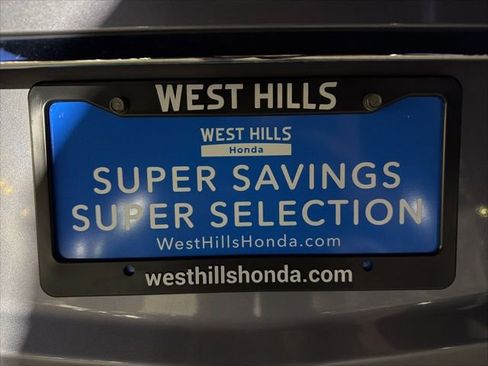 WEST HILLS
WEST HILLS
Honda
SUPER SAVINGS
SUPER SELECTION
WestHillsHonda.com
westhillshonda.com